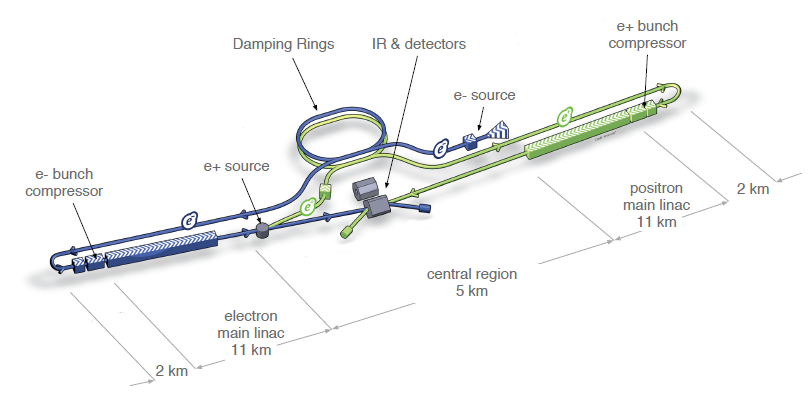 e+ bunch
compressor
Damping Rings
IR & detectors
e- source
e+ source
e- bunch
compressor
positron
main linac
11 km
2 km
central region
5 km
electron
main linac
11 km
2 km